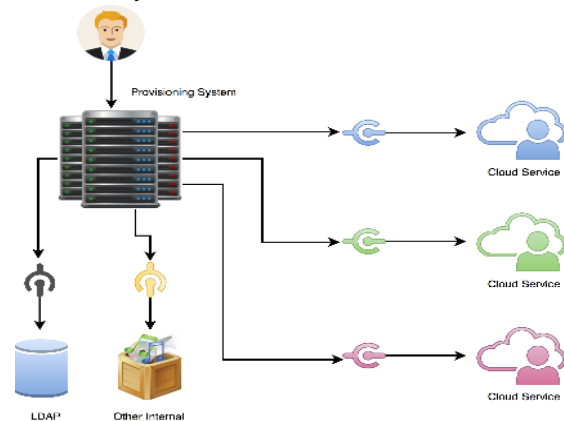 Provisioning System
Cloud Service
Cloud Service
Cloud Service
LDAP
Other Internal